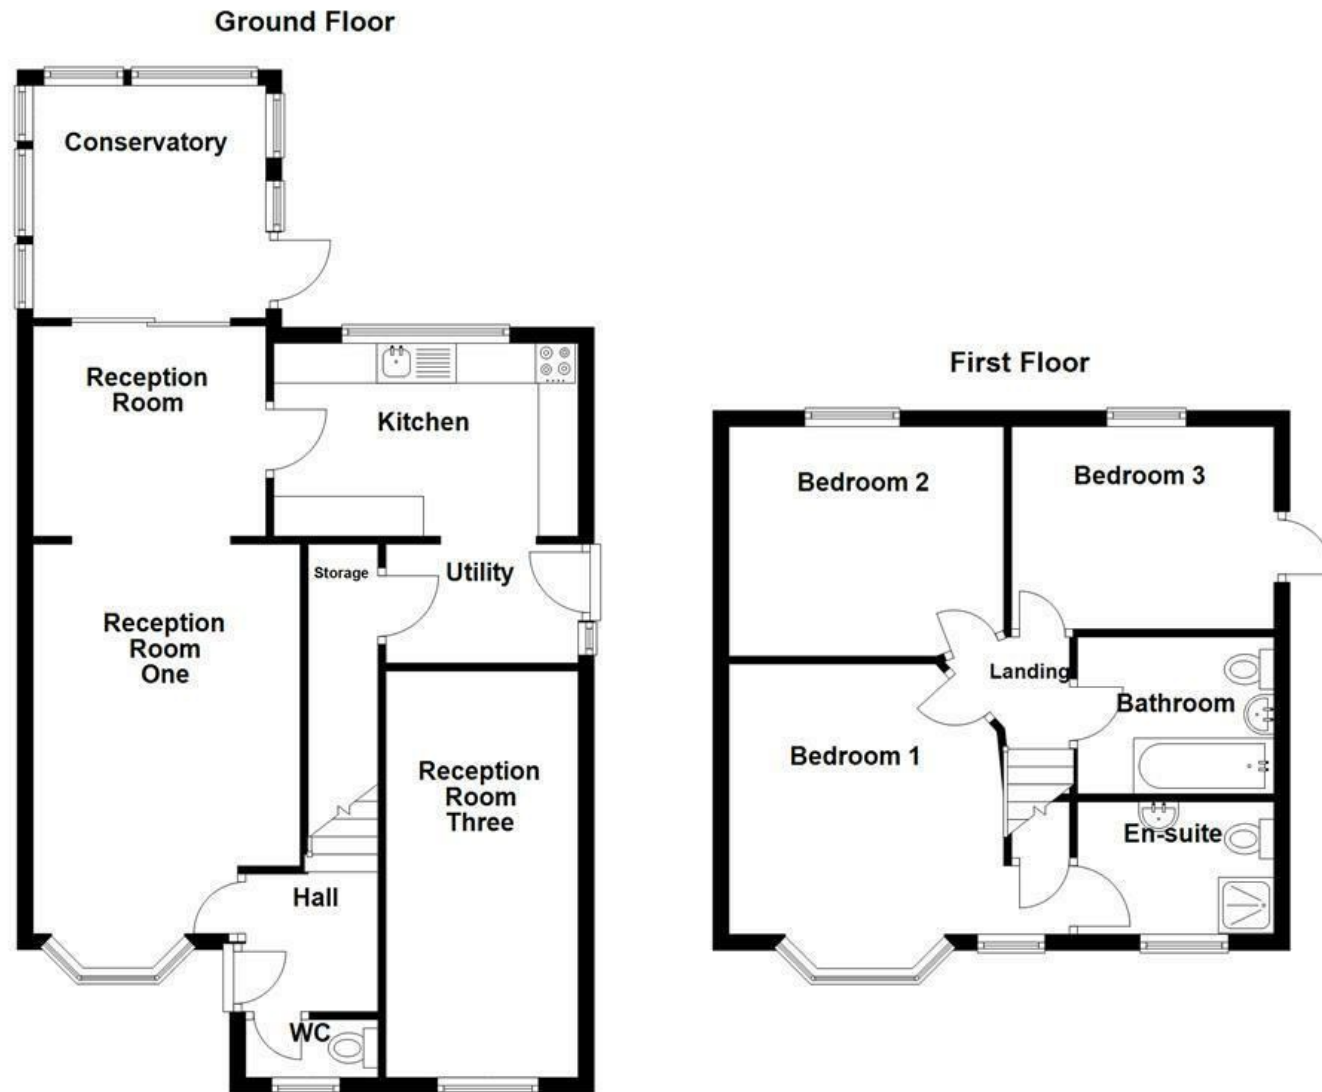 Ground Floor
Conservatory
Reception
Room
Kitchen
Storage
Utility
Reception
Room
One
Reception
Room
Three
Hall
WC
First Floor
Bedroom 2
Bedroom 3
Landing
Bathroom
Bedroom 1
En-suite